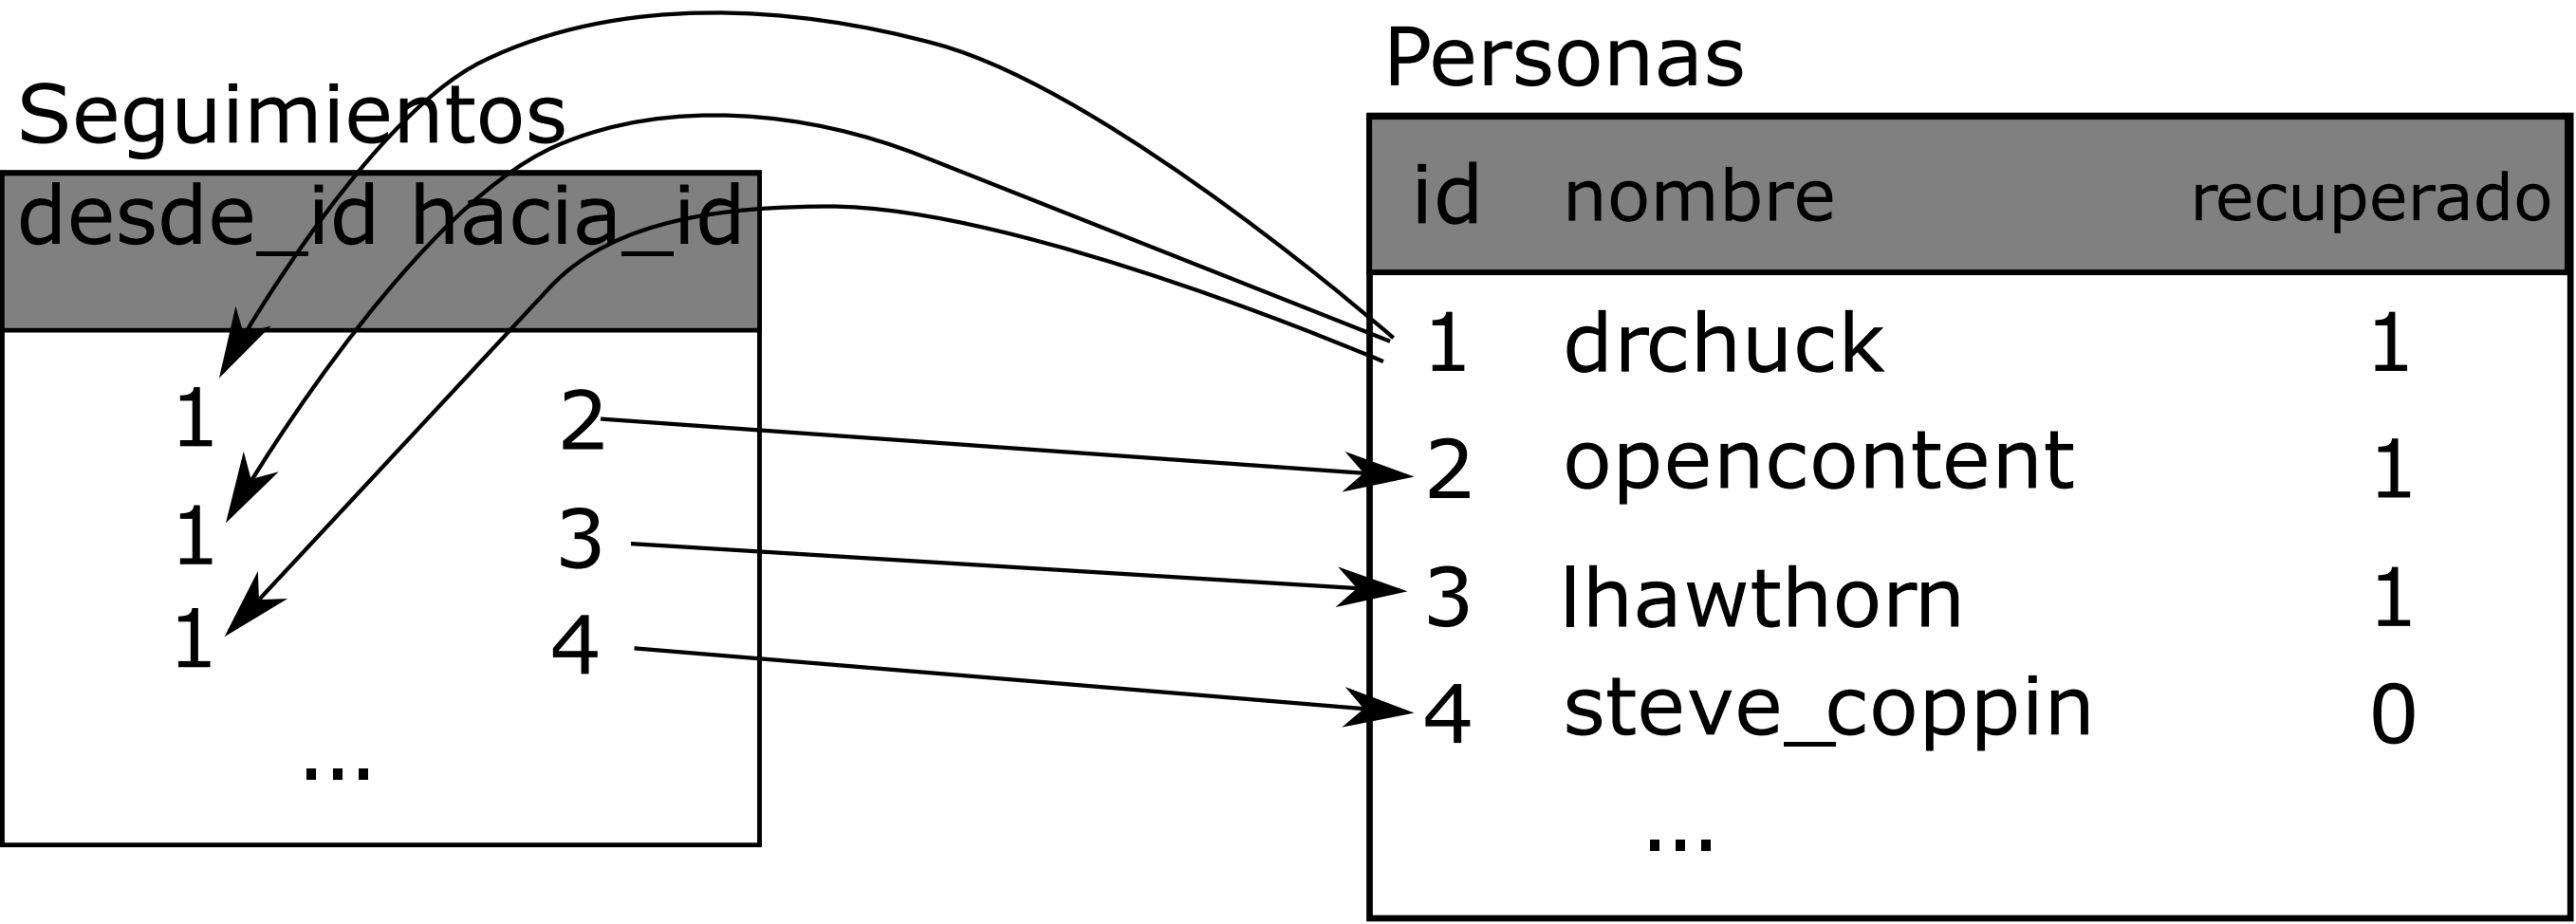 Seguimientos
desde_id hacia_id
1 2
1 3
1 4
...
Personas
id nombre recuperado
1 drchuck 1
2 opencontent 1
3 lhawthorn 1
4 steve_coppin 0
...